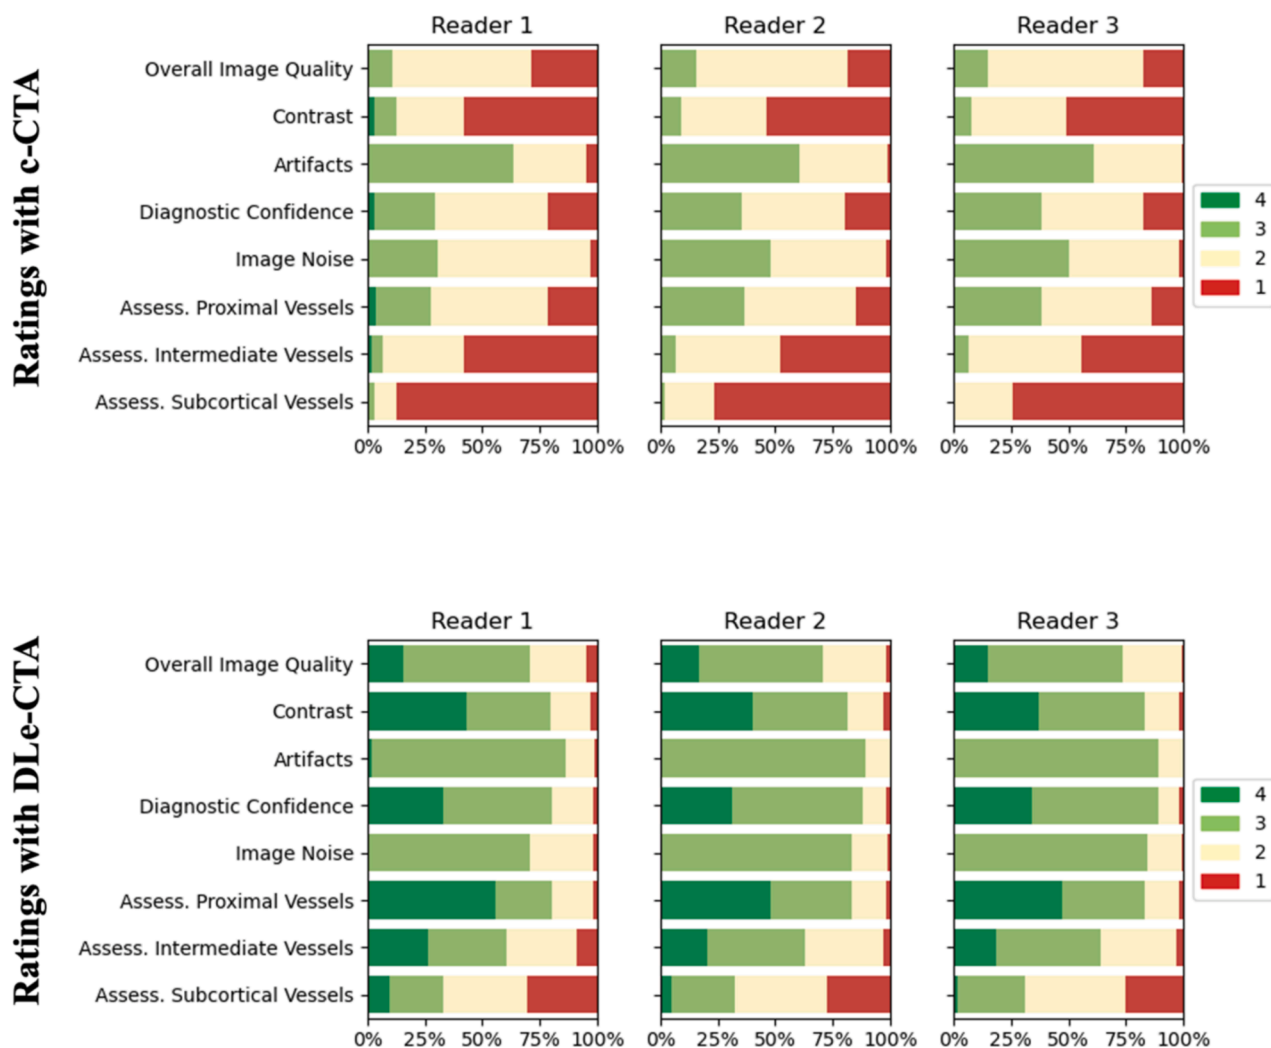 Ratings with c-CTA
Reader 1
Reader 2
Reader 3
Overall Image Quality
Contrast
Artifacts
Diagnostic Confidence
Image Noise
Assess. Proximal Vessels
Assess. Intermediate Vessels
Assess. Subcortical Vessels
0% 25% 50% 75% 100%
0% 25% 50% 75% 100%
0% 25% 50% 75% 100%
4
3
2
1
Ratings with DLe-CTA
Reader 1
Reader 2
Reader 3
Overall Image Quality
Contrast
Artifacts
Diagnostic Confidence
Image Noise
Assess. Proximal Vessels
Assess. Intermediate Vessels
Assess. Subcortical Vessels
0% 25% 50% 75% 100%
0% 25% 50% 75% 100%
0% 25% 50% 75% 100%
4
3
2
1